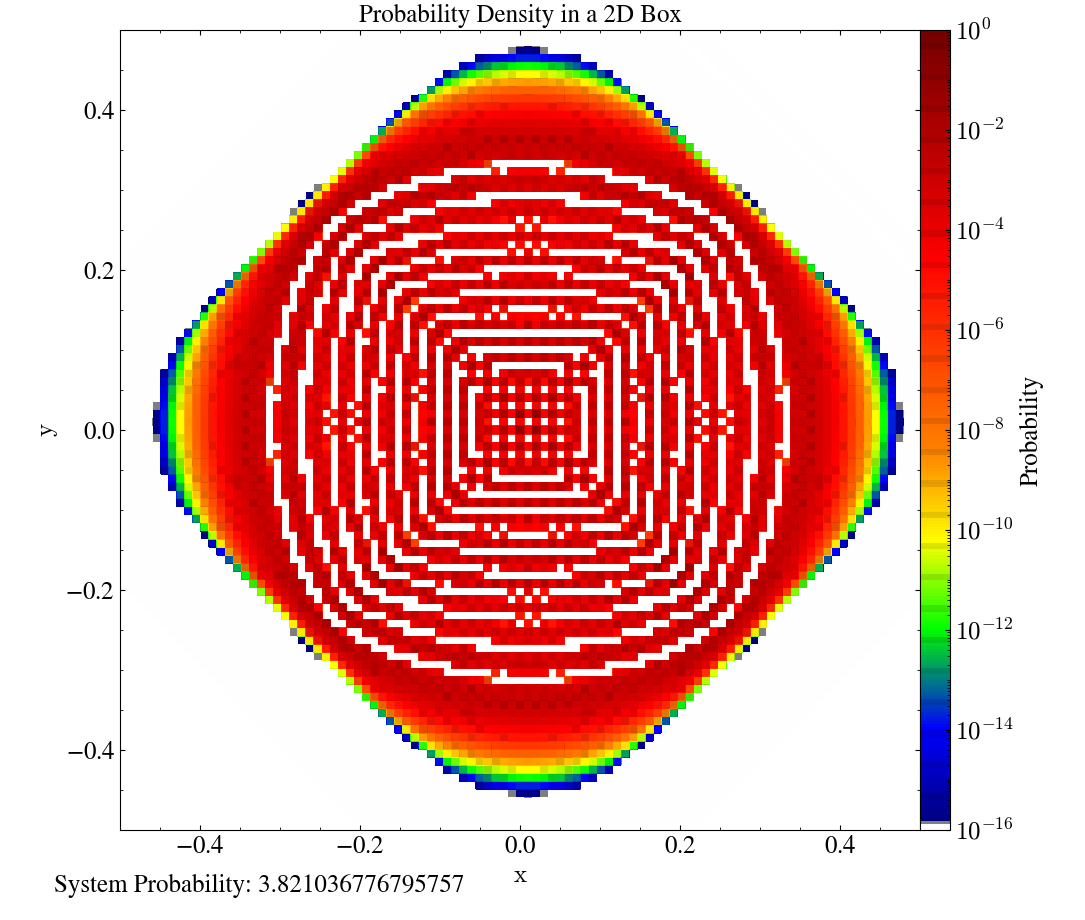 Probability Density in a 2D Box
10⁰
10⁻²
10⁻⁴
10⁻⁶
10⁻⁸
10⁻¹⁰
10⁻¹²
10⁻¹⁴
10⁻¹⁶
Probability
y
0.4
0.2
0.0
−0.2
−0.4
−0.4 −0.2 0.0 0.2 0.4
x
System Probability: 3.821036776795757